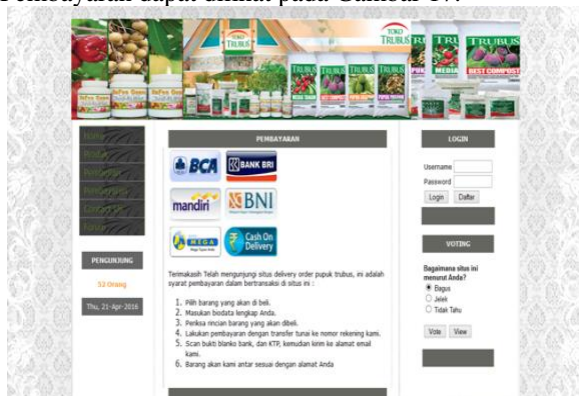 TOKO
TRUBUS
TOKO
TRUBUS
BEST COMPOST
PEMBAYARAN
LOGIN
BCA
BANK BRI
mandiri
BNI
MEGA
Cash On
Delivery
Username
Password
Login
Daftar
VOTING
Bagaimana situs ini
menurut Anda?
Bagus
Jelek
Tidak Tahu
Vote
View
PENGUNJUNG
52 Orang
Thu, 21-Apr-2016
Terimakasih Telah mengunjungi situs delivery order pupuk trubus, ini adalah
syarat pembayaran dalam bertransaksi di situs ini :
1. Pilih barang yang akan di beli.
2. Masukan biodata lengkap Anda.
3. Periksa rincian barang yang akan dibeli.
4. Lakukan pembayaran dengan transfer tunai ke nomor rekening kami.
5. Scan bukti blanko bank, dan KTP, kemudian kirim ke alamat email
kami.
6. Barang akan kami antar sesuai dengan alamat Anda